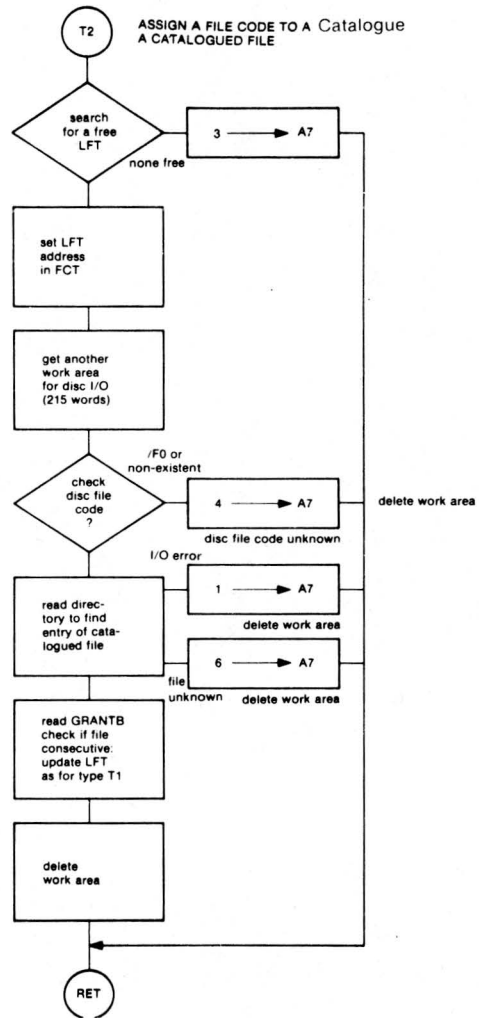 T2
ASSIGN A FILE CODE TO A Catalogue
A CATALOGUED FILE
search
for a free
LFT
none free
3 → A7
set LFT
address
in FCT
get another
work area
for disc I/O
(215 words)
/F0 or
non-existent
check
disc file
code
?
4 → A7
delete work area
disc file code unknown
I/O error
read direc-
tory to find
entry of cata-
logued file
1 → A7
delete work area
6 → A7
file
unknown
delete work area
read GRANTB
check if file
consecutive:
update LFT
as for type T1
delete
work area
RET